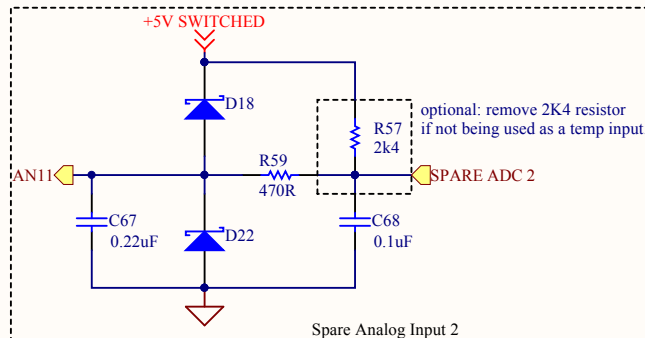 +5V SWITCHED
D18
optional: remove 2K4 resistor
if not being used as a temp input.
R57
2k4
R59
470R
AN11
SPARE ADC 2
C67
0.22uF
D22
C68
0.1uF
Spare Analog Input 2